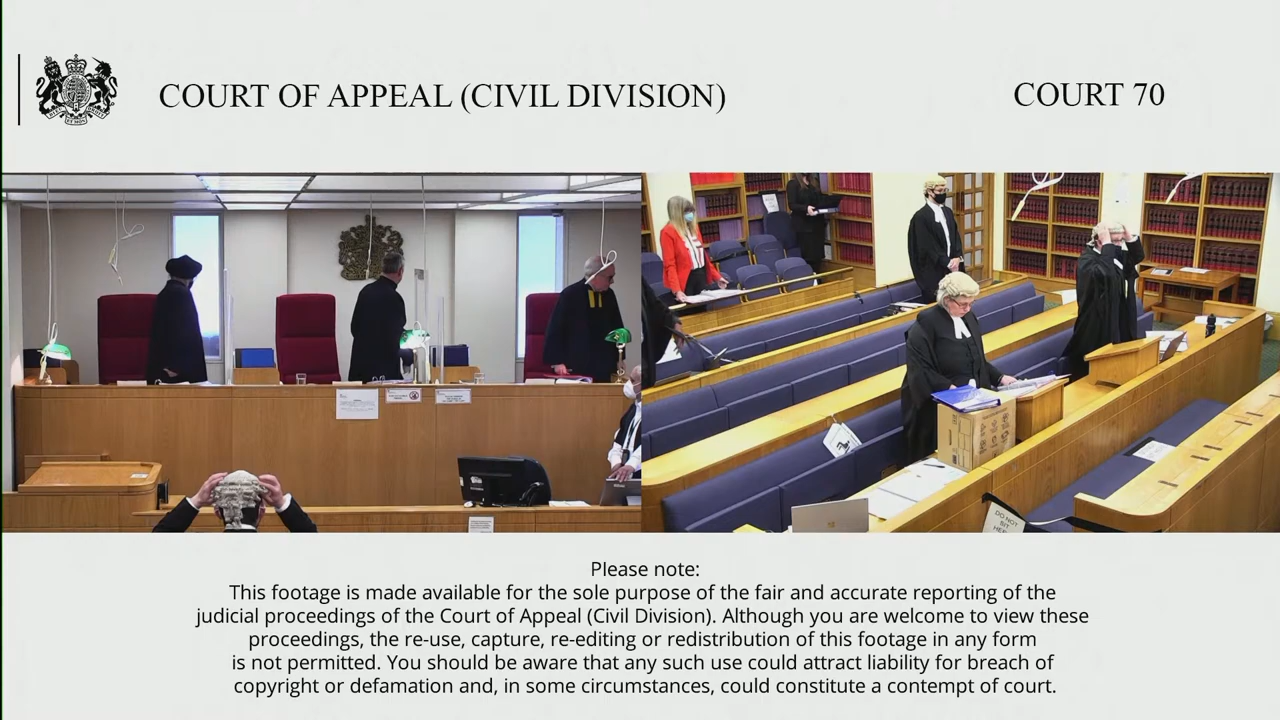 COURT OF APPEAL (CIVIL DIVISION)
COURT 70
DO NOT
SIT
HERE
Please note:
This footage is made available for the sole purpose of the fair and accurate reporting of the
judicial proceedings of the Court of Appeal (Civil Division). Although you are welcome to view these
proceedings, the re-use, capture, re-editing or redistribution of this footage in any form
is not permitted. You should be aware that any such use could attract liability for breach of
copyright or defamation and, in some circumstances, could constitute a contempt of court.